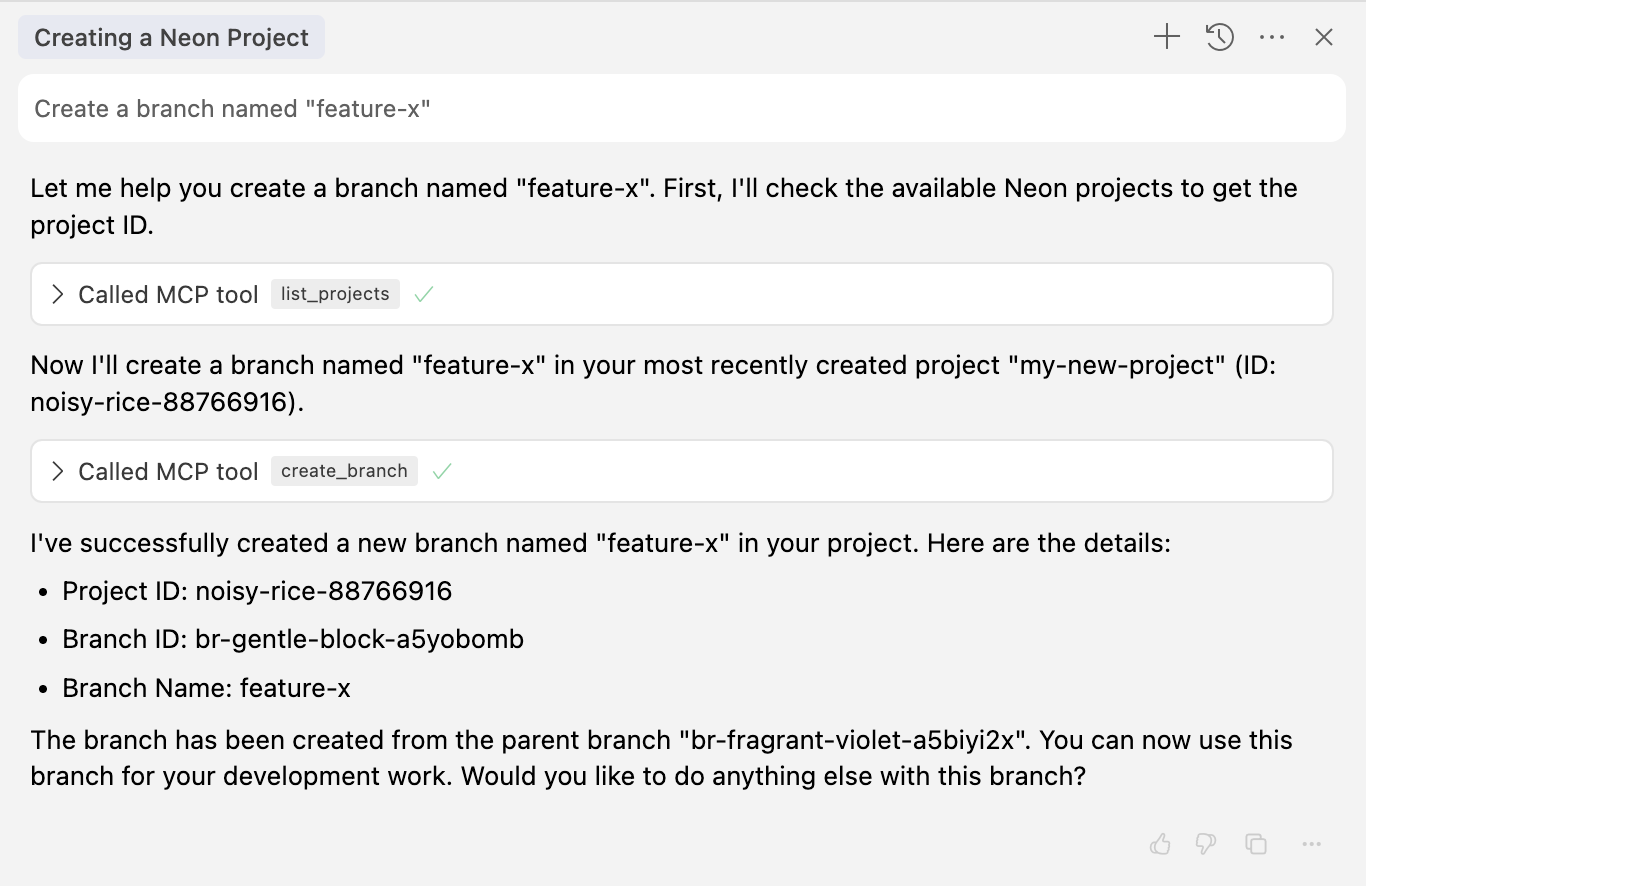 Creating a Neon Project
Create a branch named "feature-x"
Let me help you create a branch named "feature-x". First, I'll check the available Neon projects to get the
project ID.
Called MCP tool list_projects
Now I'll create a branch named "feature-x" in your most recently created project "my-new-project" (ID:
noisy-rice-88766916).
Called MCP tool create_branch
I've successfully created a new branch named "feature-x" in your project. Here are the details:
• Project ID: noisy-rice-88766916
• Branch ID: br-gentle-block-a5yobomb
• Branch Name: feature-x
The branch has been created from the parent branch "br-fragrant-violet-a5biyi2x". You can now use this
branch for your development work. Would you like to do anything else with this branch?